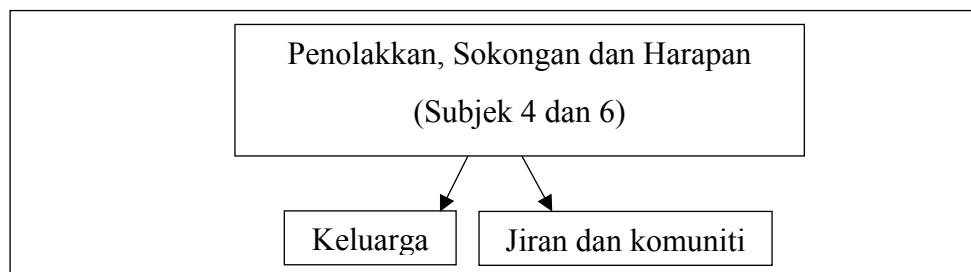 Penolakkan, Sokongan dan Harapan
(Subjek 4 dan 6)
Keluarga
Jiran dan komuniti